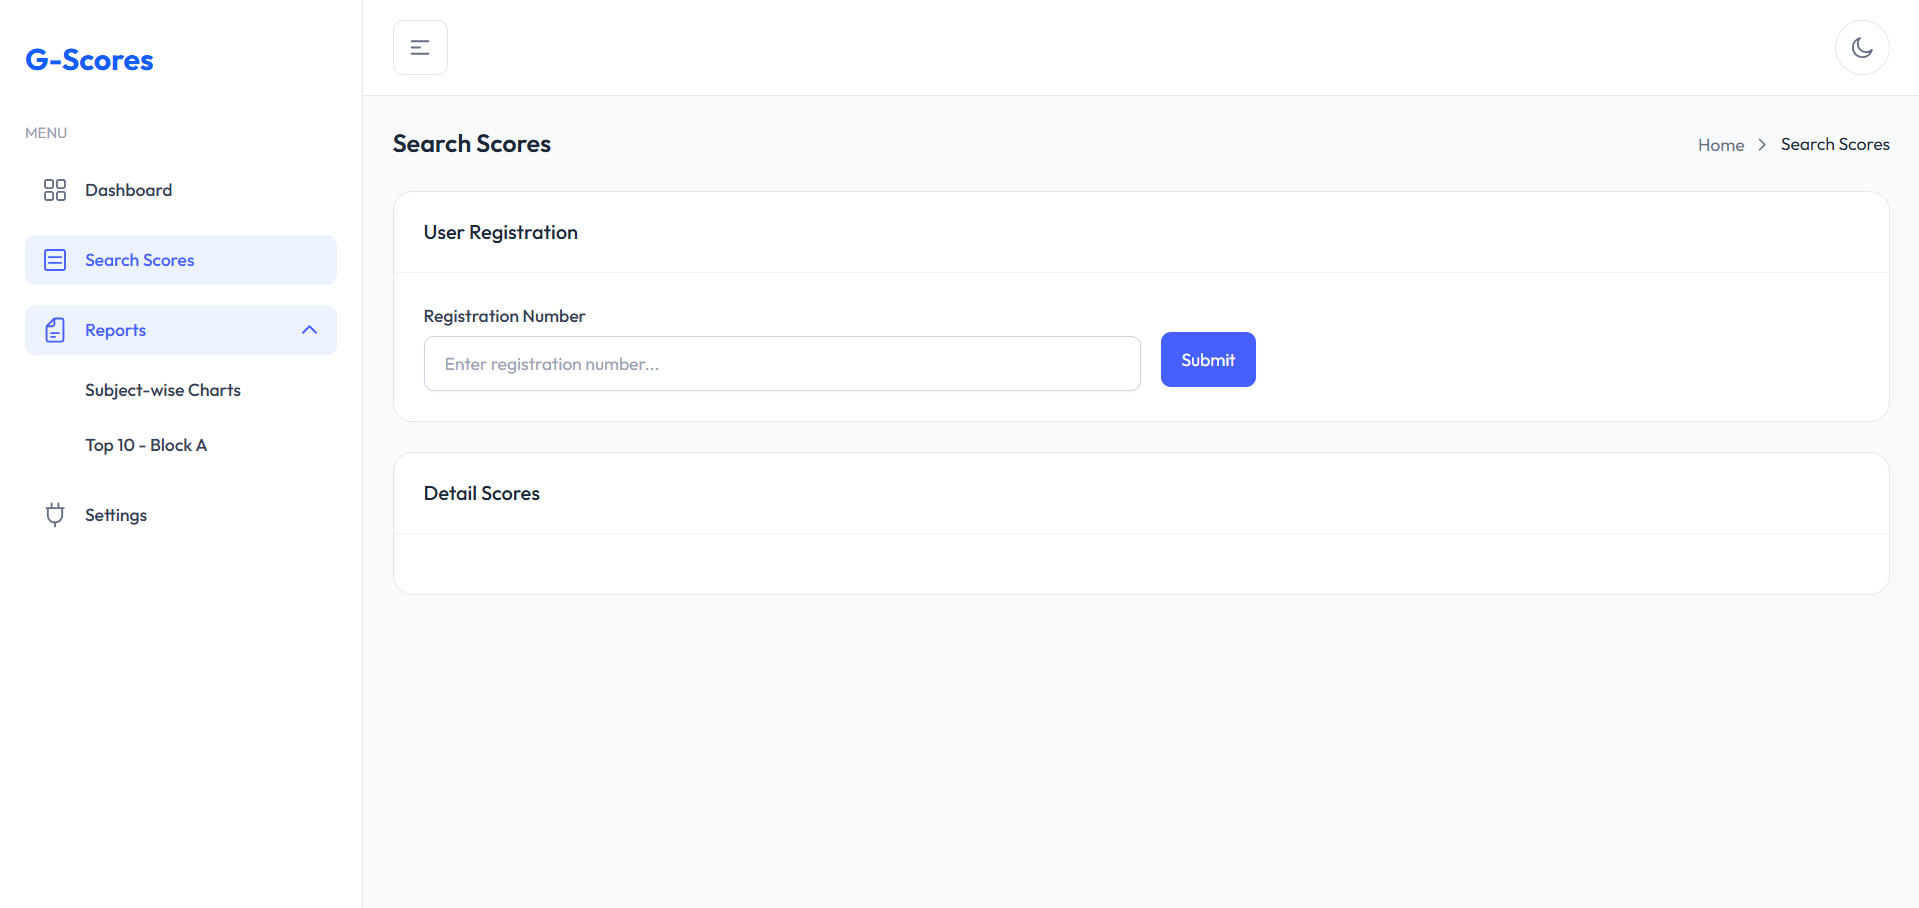 G-Scores
MENU
Dashboard
Search Scores
Reports
Subject-wise Charts
Top 10 - Block A
Settings
Search Scores
Home > Search Scores
User Registration
Registration Number
Enter registration number...
Submit
Detail Scores